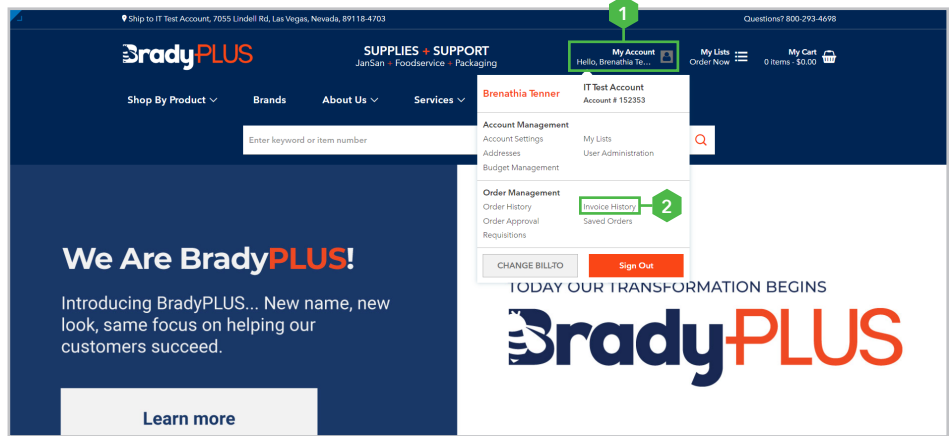 Ship to IT Test Account, 7055 Lindell Rd, Las Vegas, Nevada, 89118-4703
1
Questions? 800-293-4698
BradyPLUS
SUPPLIES + SUPPORT
JanSan + Foodservice + Packaging
My Account
Hello, Brenathia Te...
My Lists
Order Now
My Cart
0 items - $0.00
Shop By Product
Brands
About Us
Services
Brenathia Tenner
IT Test Account
Account # 152353
Enter keyword or item number
Account Management
Account Settings
My Lists
Addresses
User Administration
Budget Management
Order Management
Order History
Invoice History
2
Order Approval
Saved Orders
Requisitions
CHANGE BILL-TO
Sign Out
We Are BradyPLUS!
Introducing BradyPLUS... New name, new
look, same focus on helping our
customers succeed.
Learn more
TODAY OUR TRANSFORMATION BEGINS
BradyPLUS